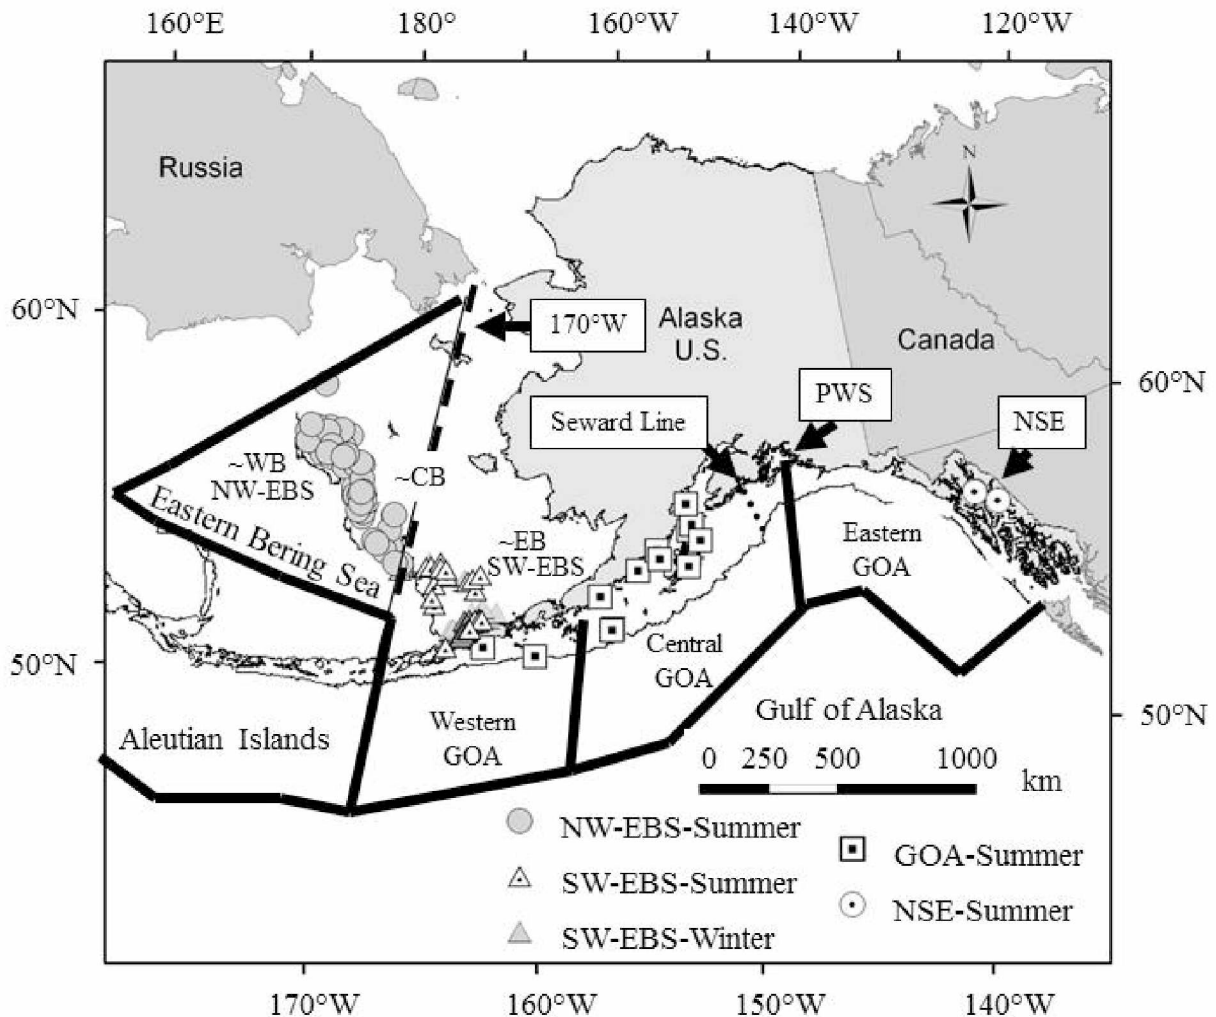 160°E 180° 160°W 140°W 120°W
Russia
N
60°N
170°W
Alaska
U.S.
Canada
60°N
PWS
Seward Line
NSE
~WB
NW-EBS
~CB
Eastern Bering Sea
~EB
SW-EBS
Eastern
GOA
50°N
Central
GOA
Western
GOA
Gulf of Alaska
50°N
Aleutian Islands
0 250 500 1000
km
NW-EBS-Summer
GOA-Summer
SW-EBS-Summer
NSE-Summer
SW-EBS-Winter
170°W 160°W 150°W 140°W